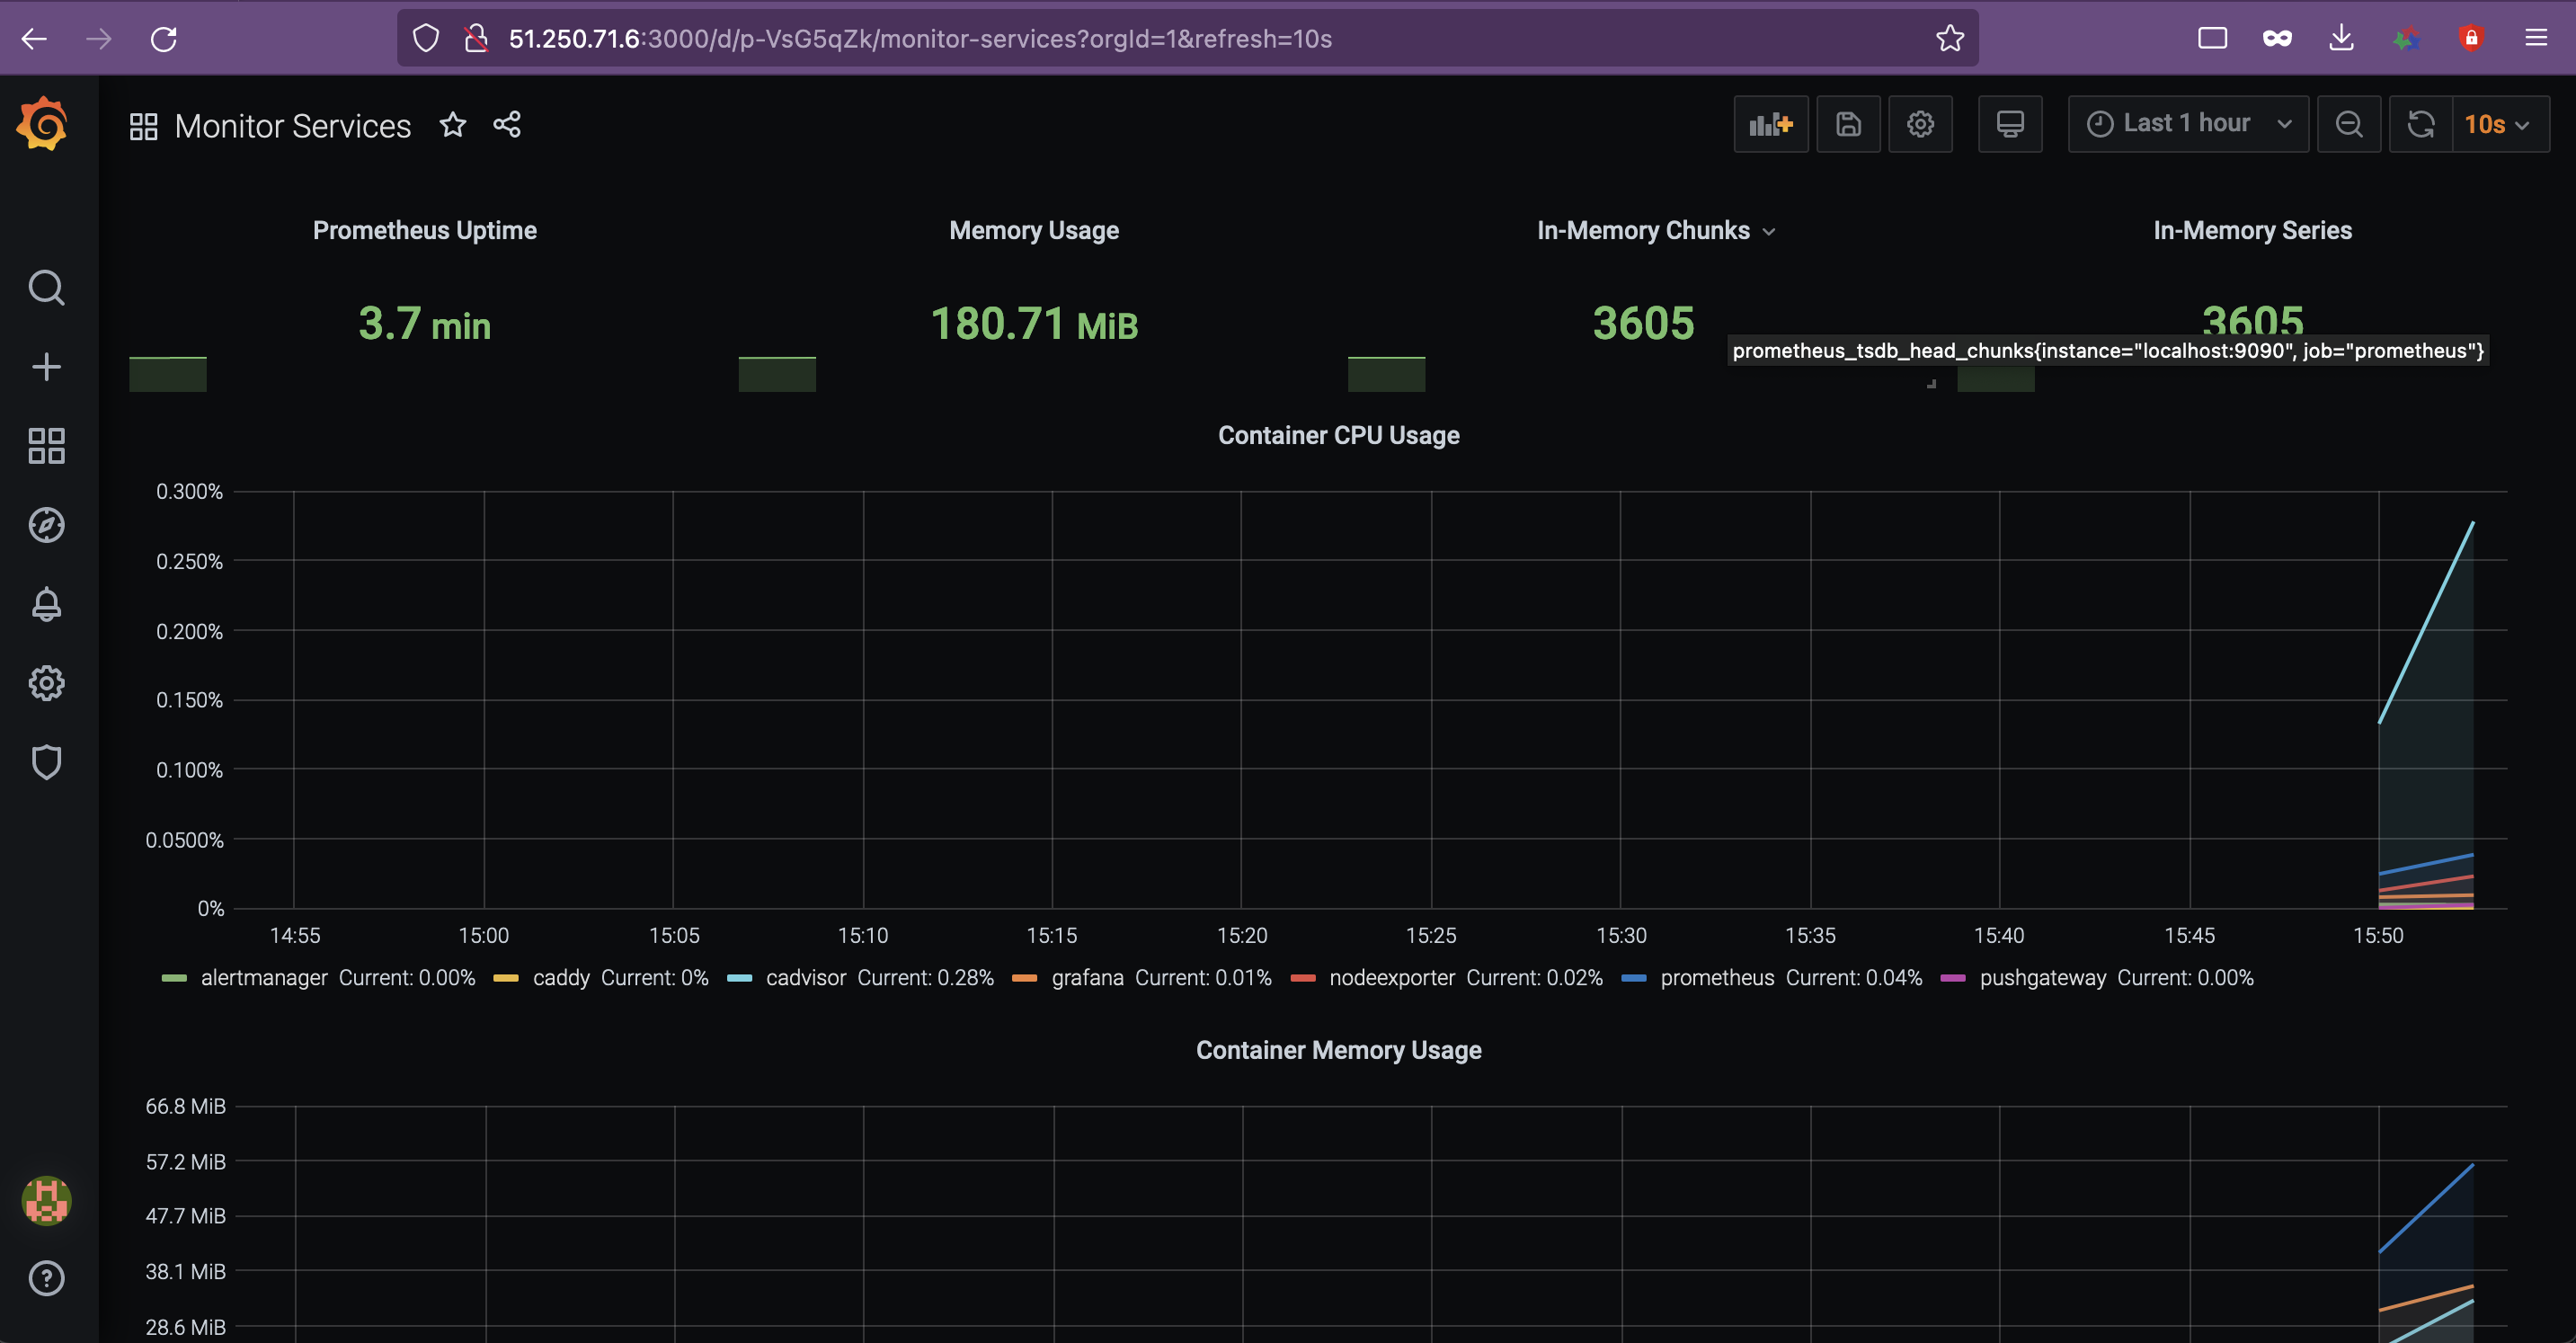 51.250.71.6:3000/d/p-VsG5qZk/monitor-services?orgId=1&refresh=10s
Monitor Services
Last 1 hour
10s
Prometheus Uptime
Memory Usage
In-Memory Chunks
In-Memory Series
3.7 min
180.71 MiB
3605
3605
prometheus_tsdb_head_chunks{instance="localhost:9090", job="prometheus"}
Container CPU Usage
0.300%
0.250%
0.200%
0.150%
0.100%
0.0500%
0%
14:55 15:00 15:05 15:10 15:15 15:20 15:25 15:30 15:35 15:40 15:45 15:50
alertmanager Current: 0.00% caddy Current: 0% cadvisor Current: 0.28% grafana Current: 0.01% nodeexporter Current: 0.02% prometheus Current: 0.04% pushgateway Current: 0.00%
Container Memory Usage
66.8 MiB
57.2 MiB
47.7 MiB
38.1 MiB
28.6 MiB